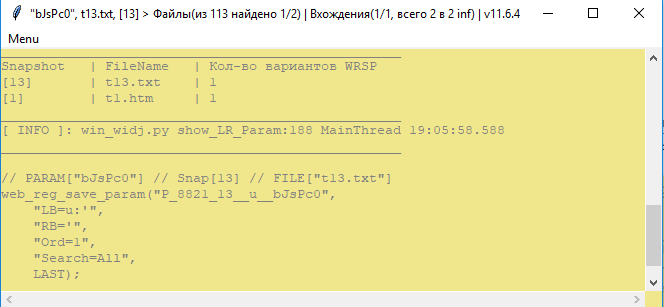 "bJsPc0", t13.txt, [13] > Файлы(из 113 найдено 1/2) | Вхождения(1/1, всего 2 в 2 inf) | v11.6.4
Menu
Snapshot | FileName | Кол-во вариантов WRSP
[13] | t13.txt | 1
[1] | t1.htm | 1
[ INFO ]: win_widj.py show_LR_Param:188 MainThread 19:05:58.588
// PARAM["bJsPc0"] // Snap[13] // FILE["t13.txt"]
web_reg_save_param("P_8821_13__u__bJsPc0",
"LB=u:'",
"RB='",
"Ord=1",
"Search=All",
LAST);